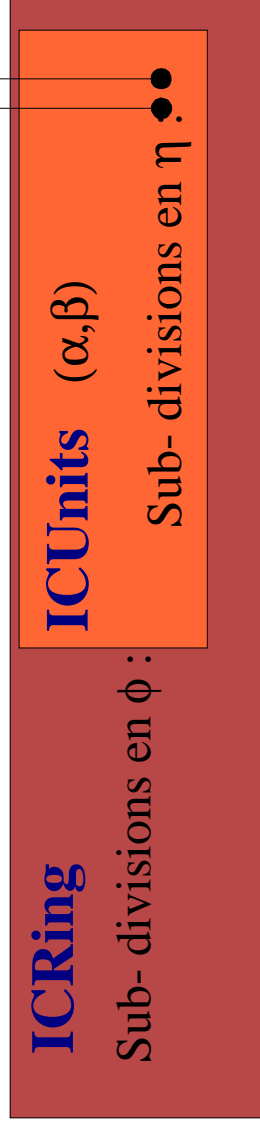 ICRing
Sub- divisions en ϕ :
ICUnits (α,β)
Sub- divisions en η :